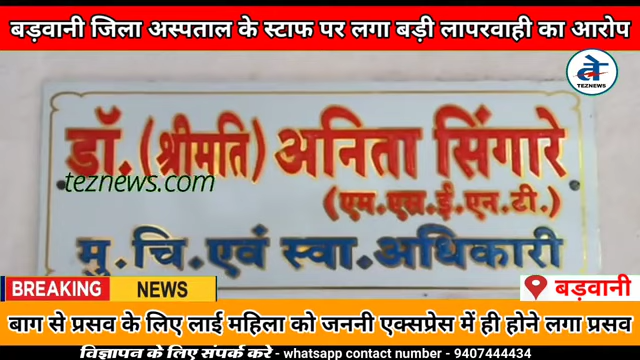 बड़वानी जिला अस्पताल के स्टाफ पर लगा बड़ी लापरवाही का आरोप
TEZNEWS
डॉ. (श्रीमति) अनिता सिंगारे
teznews.com
(एम.एस.ई.एन.टी.)
मु.चि.एवं स्वा.अधिकारी
BREAKING NEWS
बड़वानी
बाग से प्रसव के लिए लाई महिला को जननी एक्सप्रेस में ही होने लगा प्रसव
विज्ञापन के लिए संपर्क करे - whatsapp contact number - 9407444434